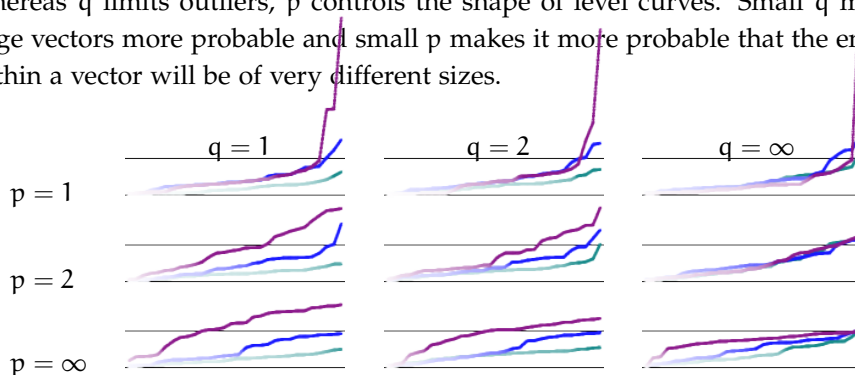 hereas q limits outliers, p controls the shape of level curves. Small q m
ge vectors more probable and small p makes it more probable that the en
thin a vector will be of very different sizes.
q = 1 q = 2 q = ∞
p = 1
p = 2
p = ∞